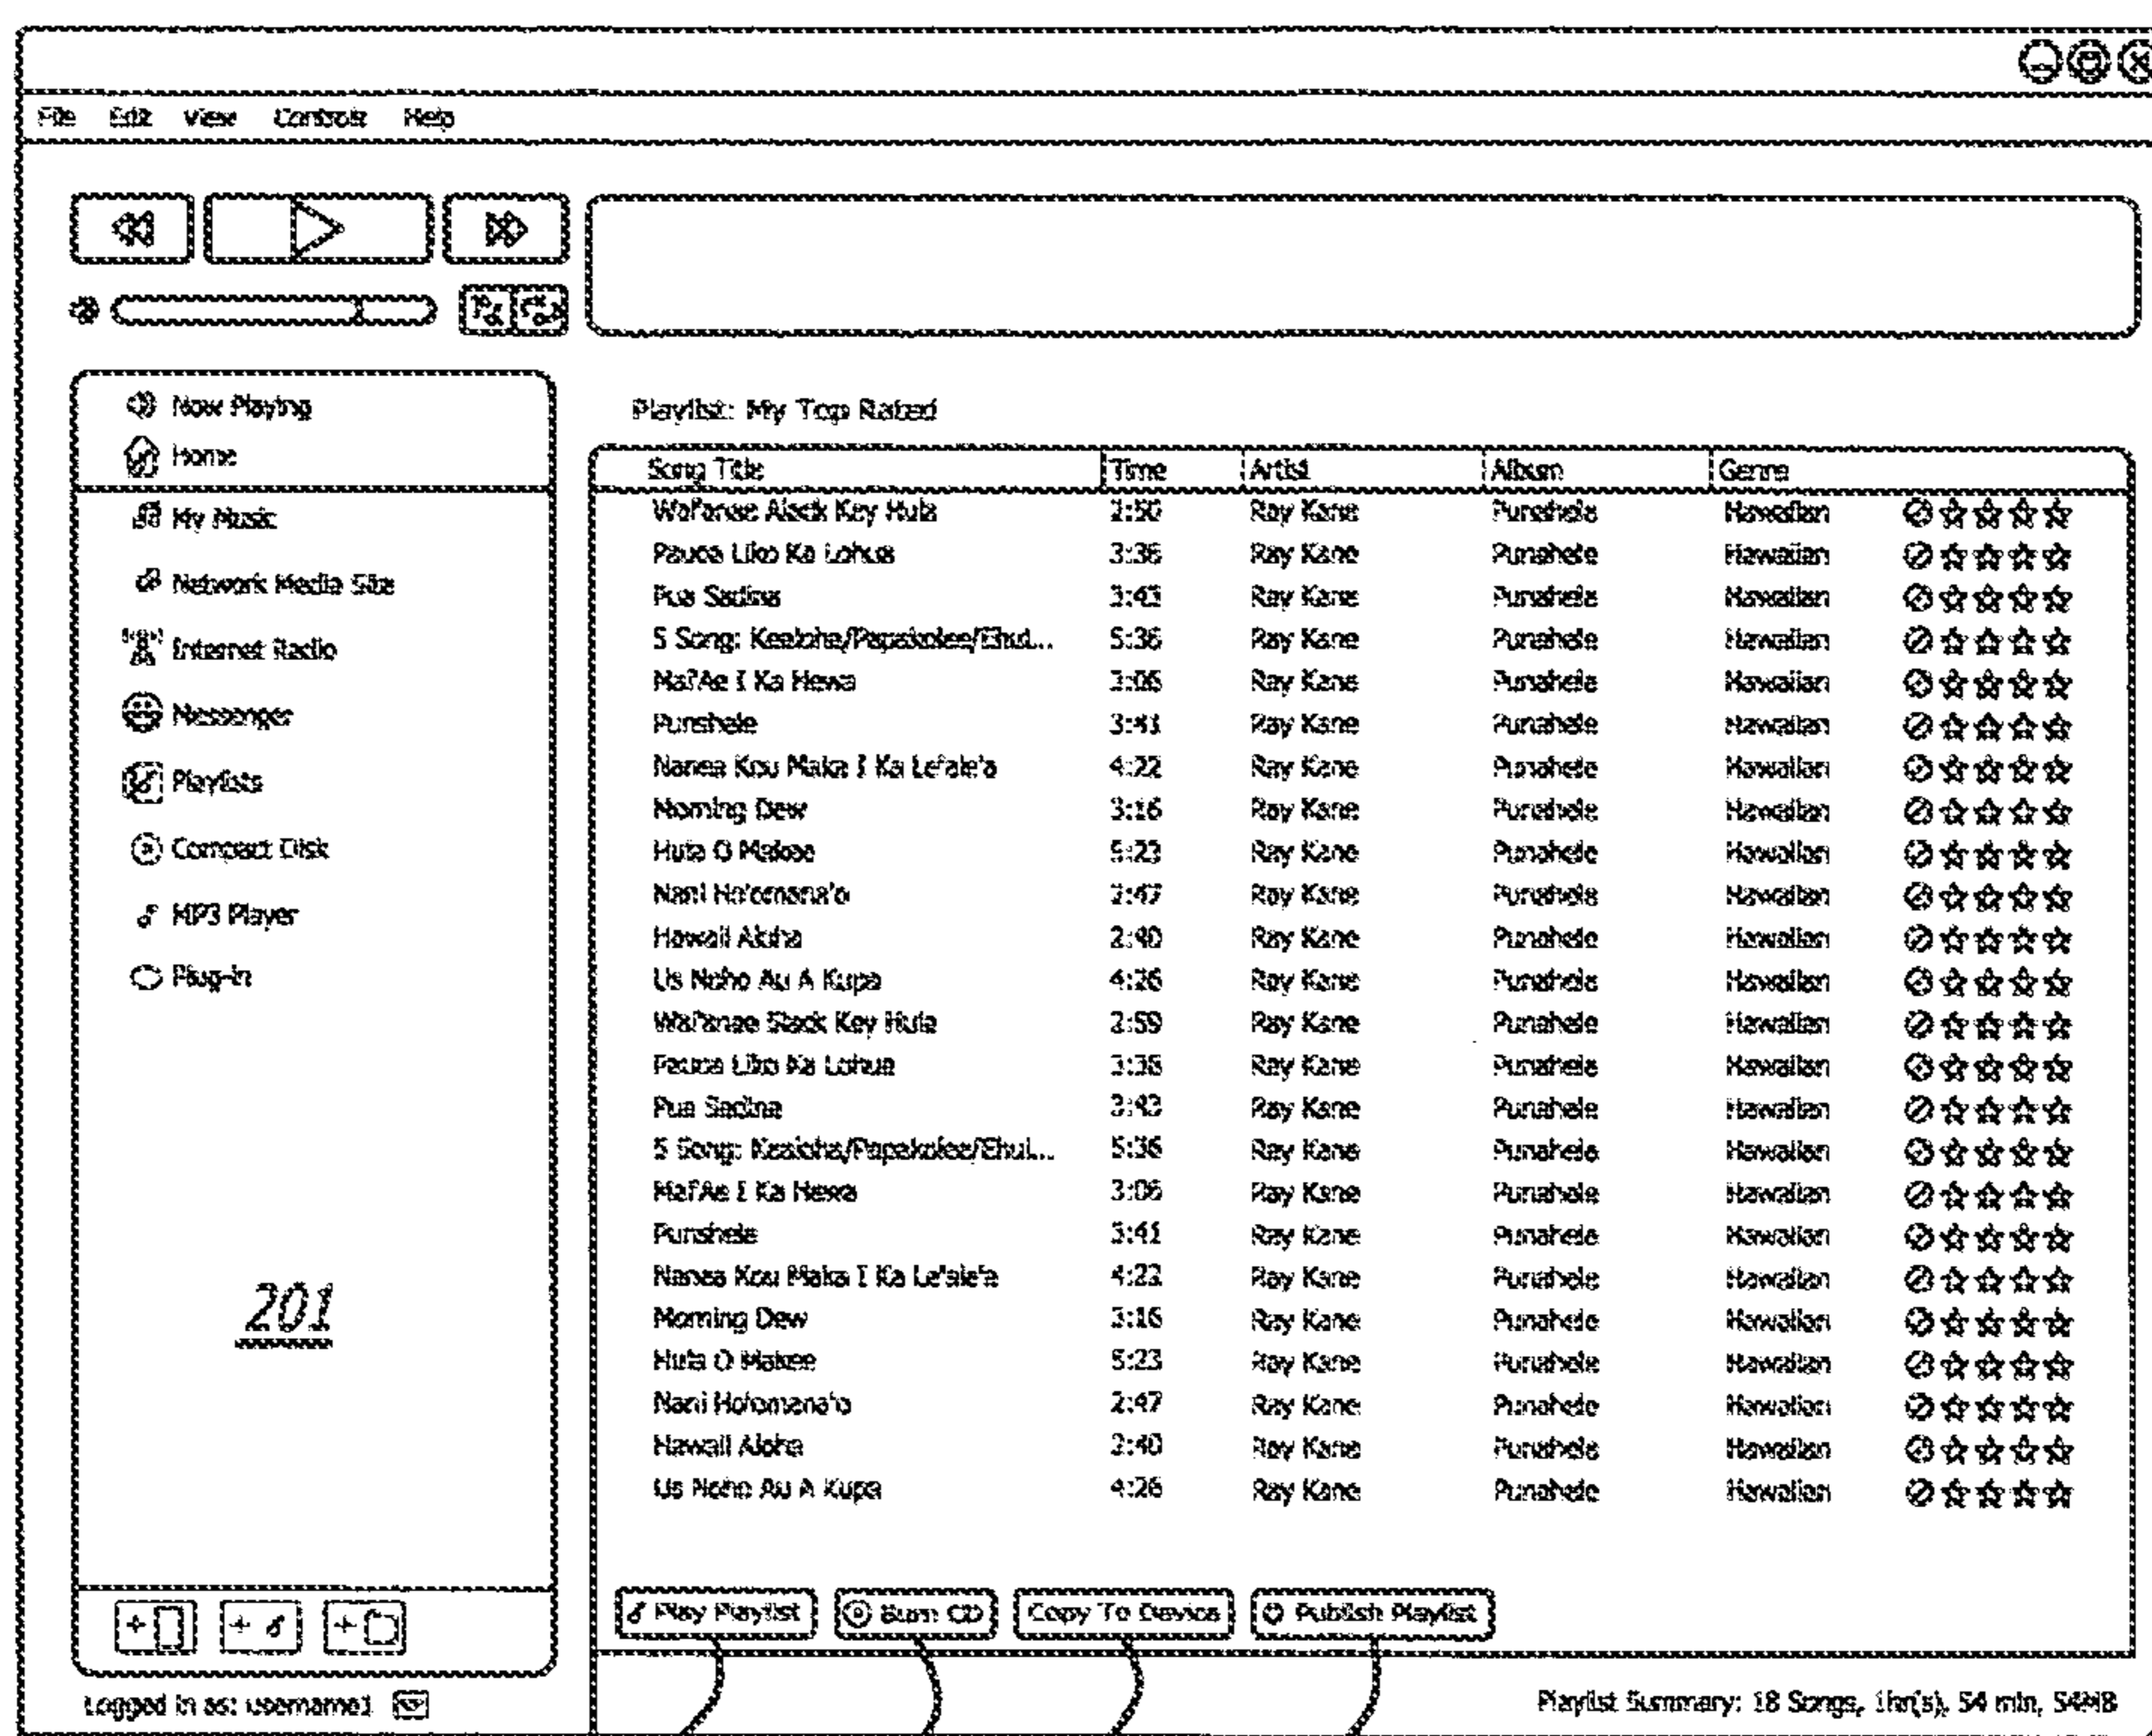 File Edit View Controls Help
Now Playing
Home
My Music
Network Media Site
Internet Radio
Messenger
Playlists
Compact Disk
MP3 Player
Plug-in
201
Logged in as: username1
Playlist: My Top Rated
Song Title Time Artist Album Genre
Wai'anae Alack Key Hula 2:50 Ray Kane Punahele Hawaiian
Pauoa Liko Ka Lehua 3:36 Ray Kane Punahele Hawaiian
Pua Sadina 3:43 Ray Kane Punahele Hawaiian
5 Song: Kealoha/Papakolea/Ehui... 5:36 Ray Kane Punahele Hawaiian
Mai'Ae I Ka Hewa 3:06 Ray Kane Punahele Hawaiian
Punshele 3:41 Ray Kane Punahele Hawaiian
Nanea Kou Maka I Ka Le'ale'a 4:22 Ray Kane Punahele Hawaiian
Morning Dew 3:16 Ray Kane Punahele Hawaiian
Hula O Makee 5:23 Ray Kane Punahele Hawaiian
Nani Ho'omana'o 2:47 Ray Kane Punahele Hawaiian
Hawaii Aloha 2:40 Ray Kane Punahele Hawaiian
Us Noho Au A Kupa 4:26 Ray Kane Punahele Hawaiian
Wai'anae Slack Key Hula 2:59 Ray Kane Punahele Hawaiian
Pauoa Liko Ka Lohua 3:36 Ray Kane Punahele Hawaiian
Pua Sadina 3:43 Ray Kane Punahele Hawaiian
5 Song: Kealoha/Papakolea/Ehui... 5:36 Ray Kane Punahele Hawaiian
Mai'Ae I Ka Hewa 3:06 Ray Kane Punahele Hawaiian
Punshele 3:41 Ray Kane Punahele Hawaiian
Nanea Kou Maka I Ka Le'ale'a 4:22 Ray Kane Punahele Hawaiian
Morning Dew 3:16 Ray Kane Punahele Hawaiian
Hula O Makee 5:23 Ray Kane Punahele Hawaiian
Nani Ho'omana'o 2:47 Ray Kane Punahele Hawaiian
Hawaii Aloha 2:40 Ray Kane Punahele Hawaiian
Us Noho Au A Kupa 4:26 Ray Kane Punahele Hawaiian
Play Playlist Burn CD Copy To Device Publish Playlist
Playlist Summary: 18 Songs, 1hr(s), 54 min, 54MB